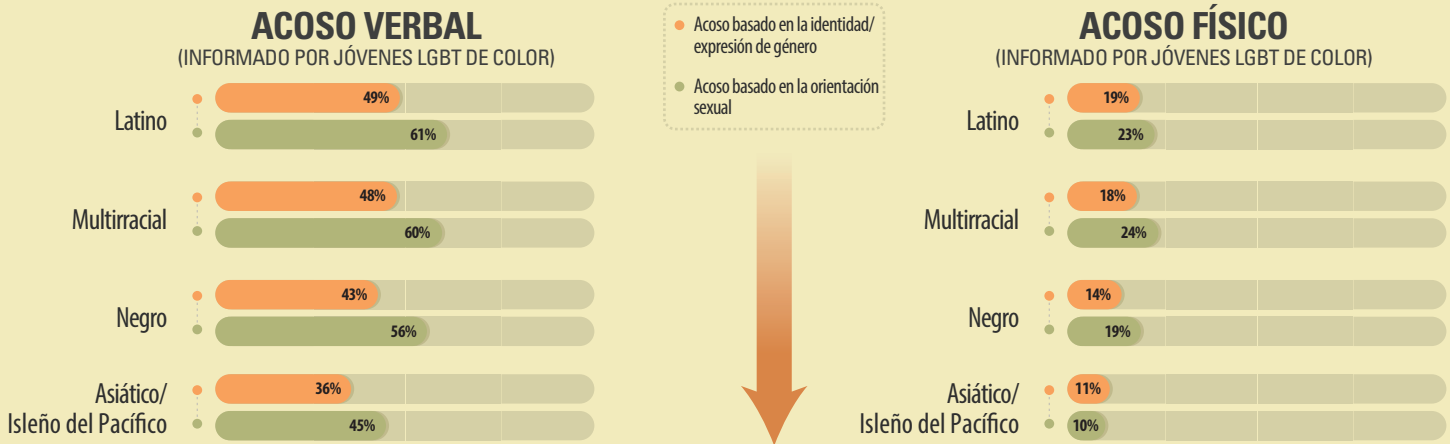 ACOSO VERBAL
(INFORMADO POR JÓVENES LGBT DE COLOR)
Latino
49%
61%
Multirracial
48%
60%
Negro
43%
56%
Asiático/
Isleño del Pacífico
36%
45%
Acoso basado en la identidad/
expresión de género
Acoso basado en la orientación
sexual
ACOSO FÍSICO
(INFORMADO POR JÓVENES LGBT DE COLOR)
Latino
19%
23%
Multirracial
18%
24%
Negro
14%
19%
Asiático/
Isleño del Pacífico
11%
10%